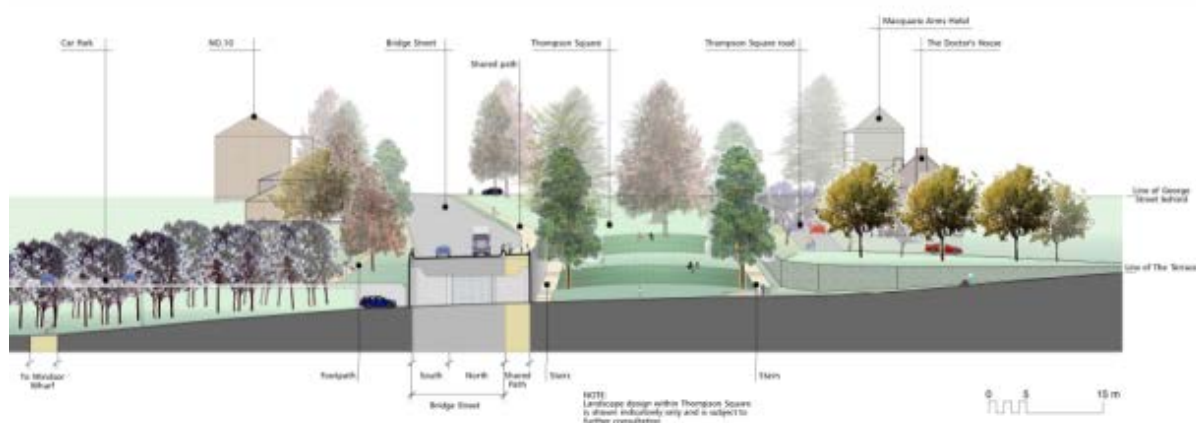 Macquarie Arms Hotel
Car Park
NO.10
Bridge Street
Thompson Square
Thompson Square road
The Doctor's House
Shared path
Line of George
Street behind
Line of The Terrace
To Windsor
Wharf
Footpath
South
North
Shared
Path
Stairs
Stairs
Bridge Street
NOTE:
Landscape design within Thompson Square
is shown indicatively only and is subject to
further consultation
0
5
15 m